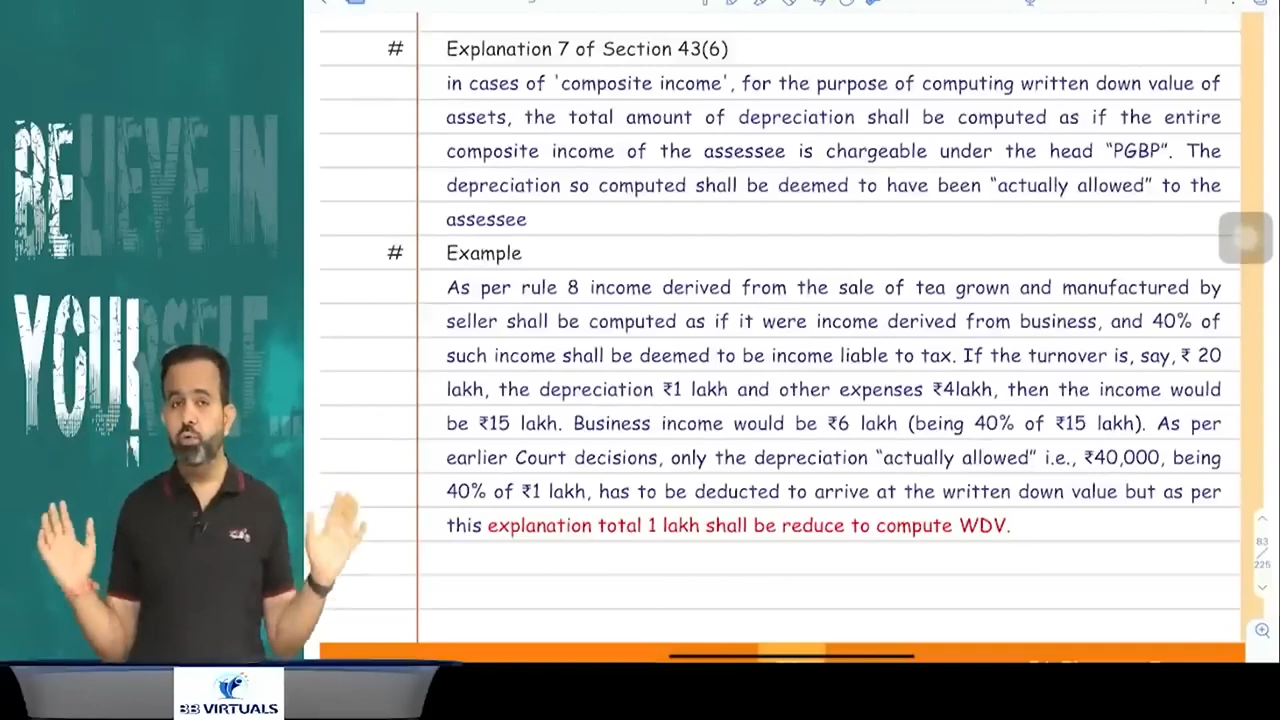 BELIEVE IN
YOURSELF
# Explanation 7 of Section 43(6)
in cases of 'composite income', for the purpose of computing written down value of
assets, the total amount of depreciation shall be computed as if the entire
composite income of the assessee is chargeable under the head “PGBP”. The
depreciation so computed shall be deemed to have been “actually allowed” to the
assessee
# Example
As per rule 8 income derived from the sale of tea grown and manufactured by
seller shall be computed as if it were income derived from business, and 40% of
such income shall be deemed to be income liable to tax. If the turnover is, say, ₹ 20
lakh, the depreciation ₹1 lakh and other expenses ₹4lakh, then the income would
be ₹15 lakh. Business income would be ₹6 lakh (being 40% of ₹15 lakh). As per
earlier Court decisions, only the depreciation “actually allowed” i.e., ₹40,000, being
40% of ₹1 lakh, has to be deducted to arrive at the written down value but as per
this explanation total 1 lakh shall be reduce to compute WDV.
83
/
225
BB VIRTUALS